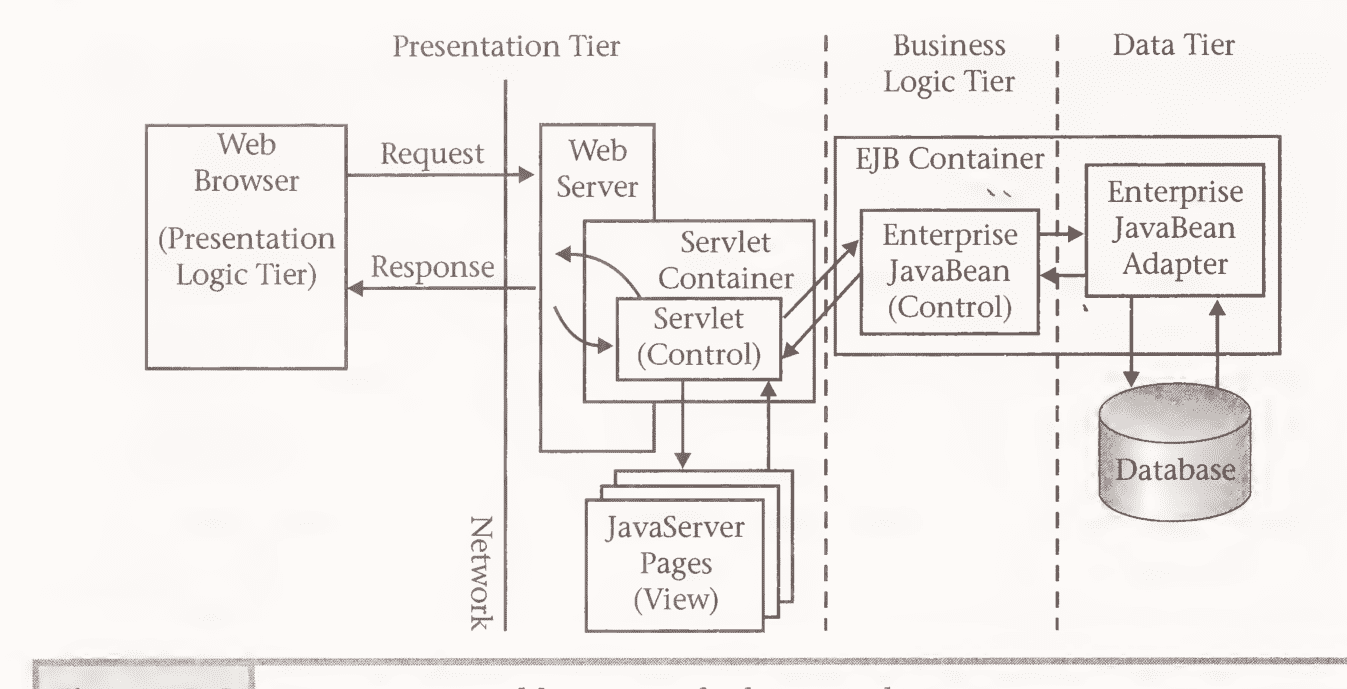 Presentation Tier
Business
Logic Tier
Data Tier
Web
Browser
(Presentation
Logic Tier)
Request
Response
Network
Web
Server
Servlet
Container
Servlet
(Control)
JavaServer
Pages
(View)
EJB Container
Enterprise
JavaBean
(Control)
Enterprise
JavaBean
Adapter
Database